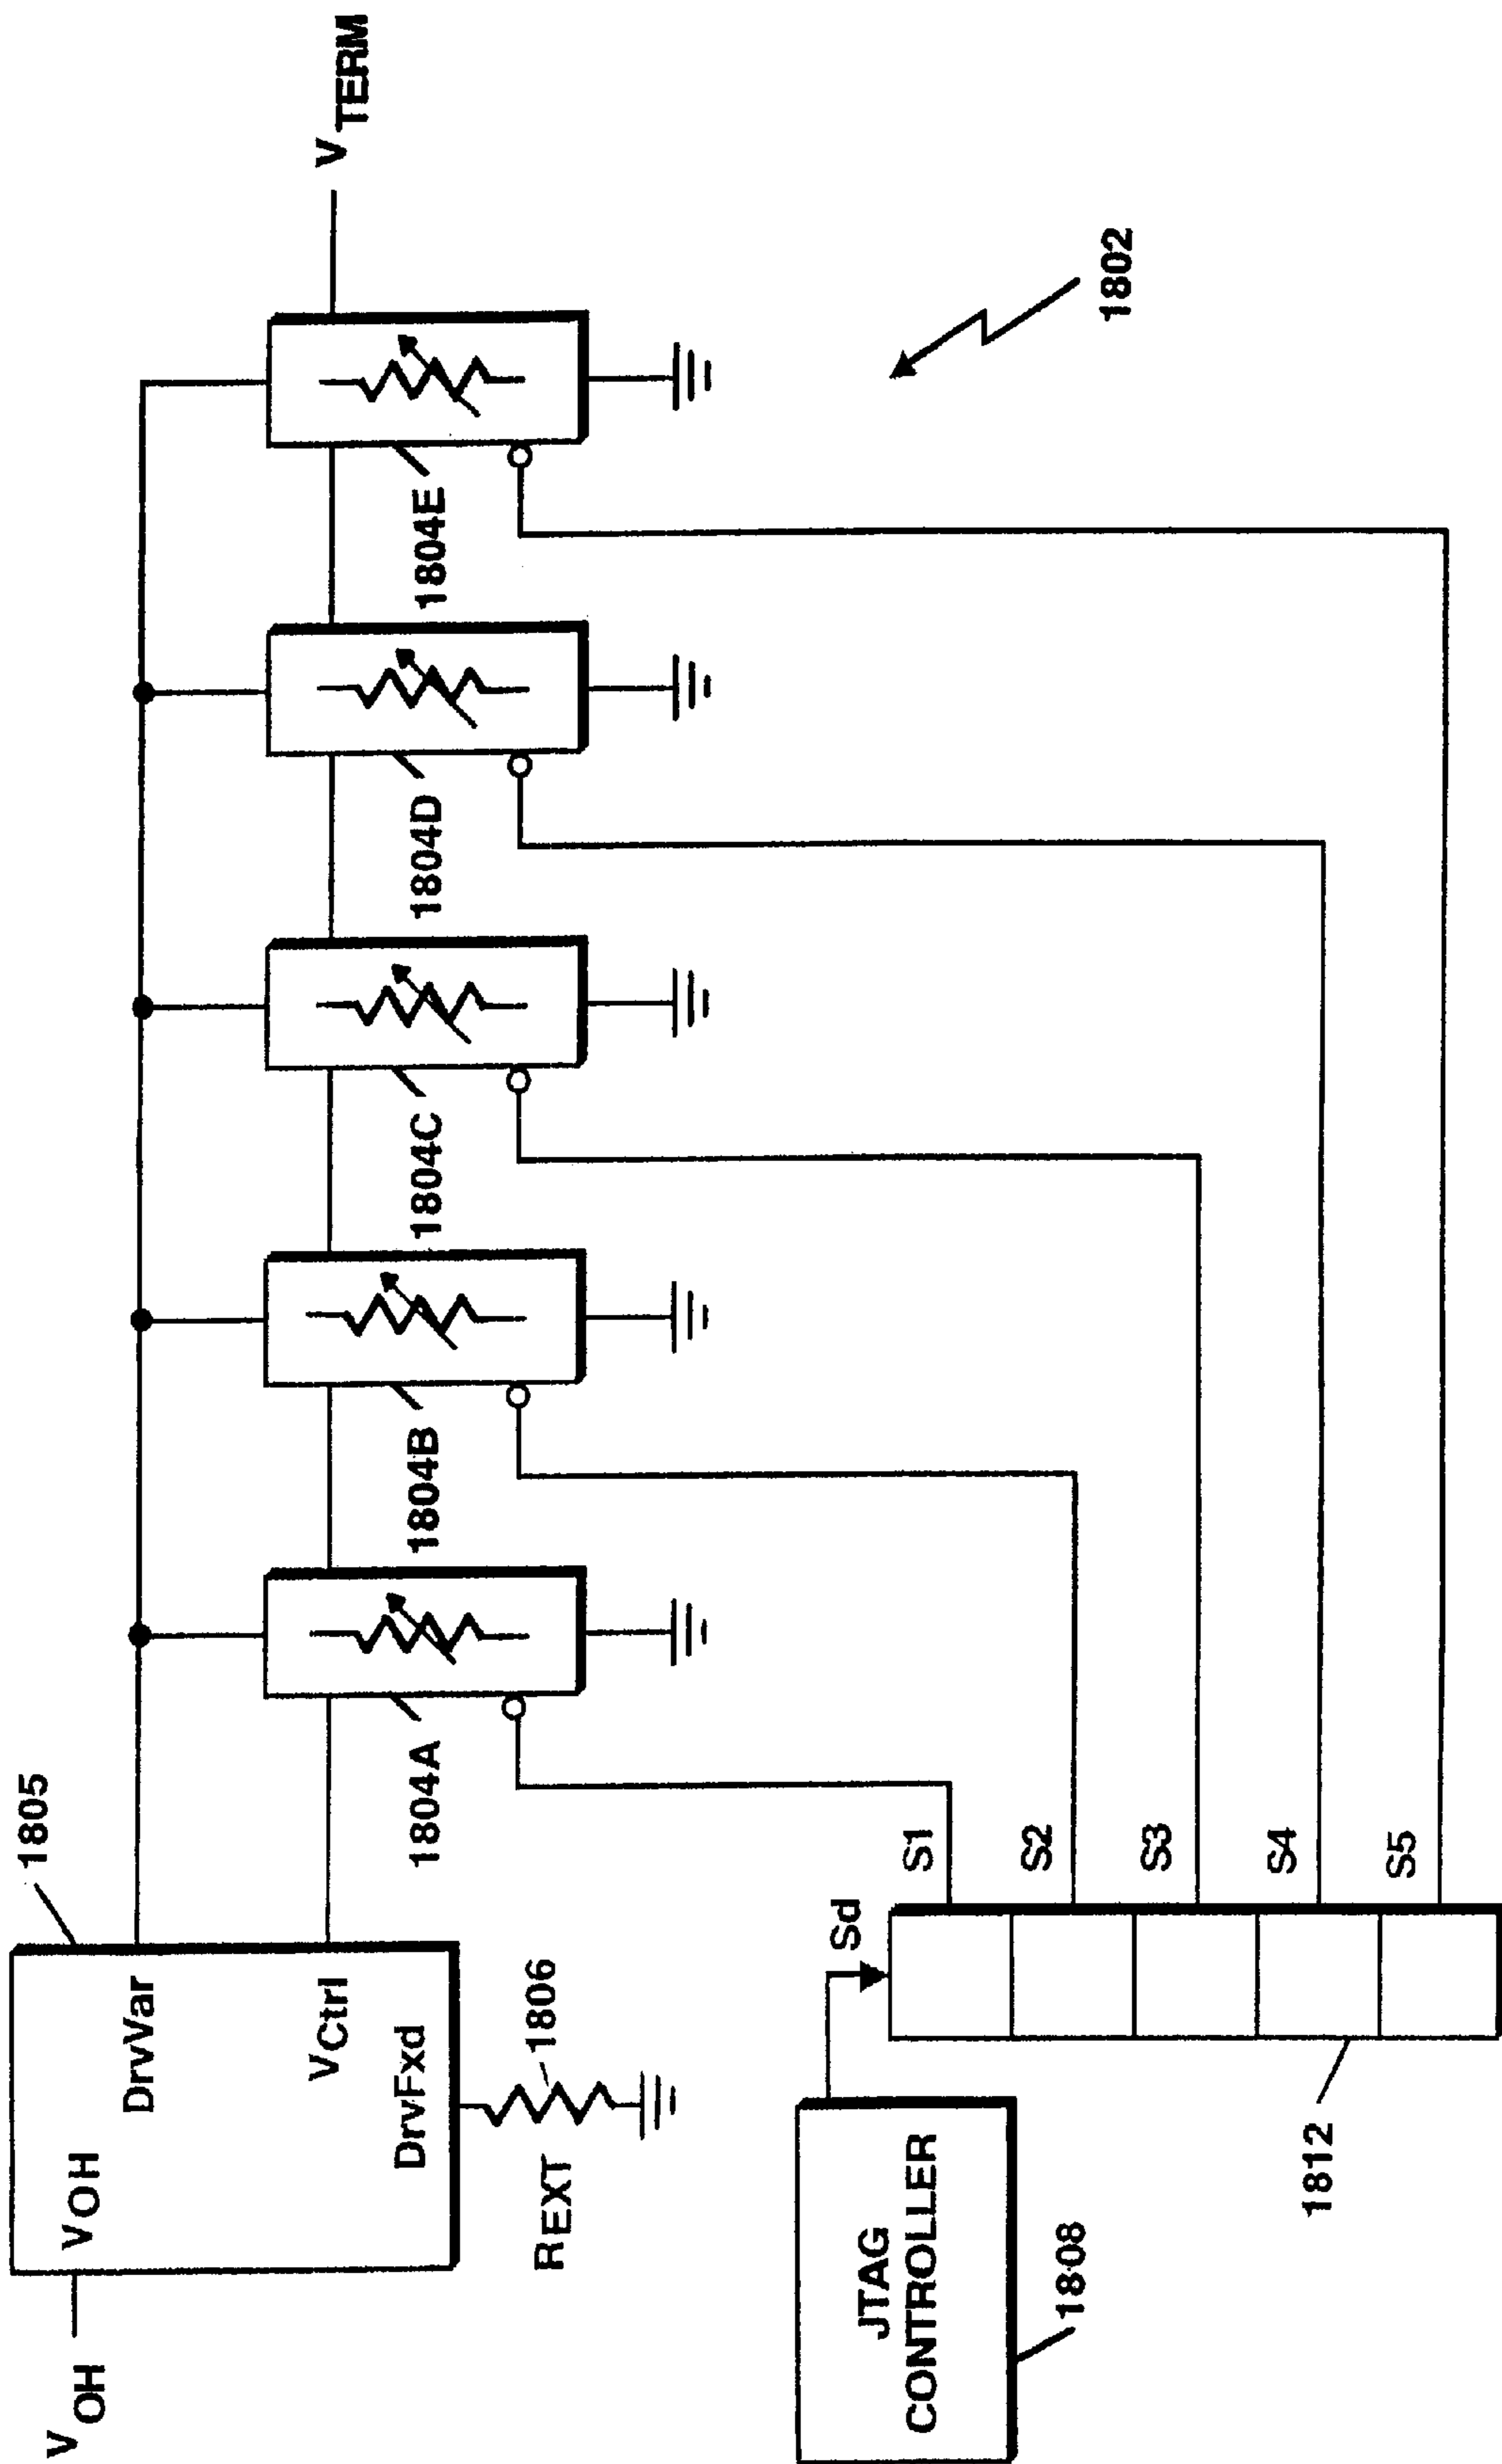 1805
VOH
VOH
DrvVar
VCtrl
DrvFxd
REXT
1806
1804A
1804B
1804C
1804D
1804E
VTERM
1802
JTAG
CONTROLLER
1808
Sd
1812
S1
S2
S3
S4
S5